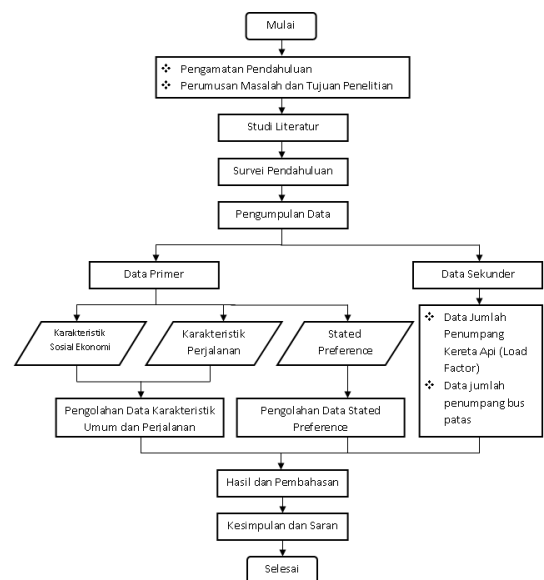 Mulai
❖ Pengamatan Pendahuluan
❖ Perumusan Masalah dan Tujuan Penelitian
Studi Literatur
Survei Pendahuluan
Pengumpulan Data
Data Primer
Data Sekunder
Karakteristik
Sosial Ekonomi
Karakteristik
Perjalanan
Stated
Preference
❖ Data Jumlah
Penumpang
Kereta Api (Load
Factor)
❖ Data jumlah
penumpang bus
patas
Pengolahan Data Karakteristik
Umum dan Perjalanan
Pengolahan Data Stated
Preference
Hasil dan Pembahasan
Kesimpulan dan Saran
Selesai